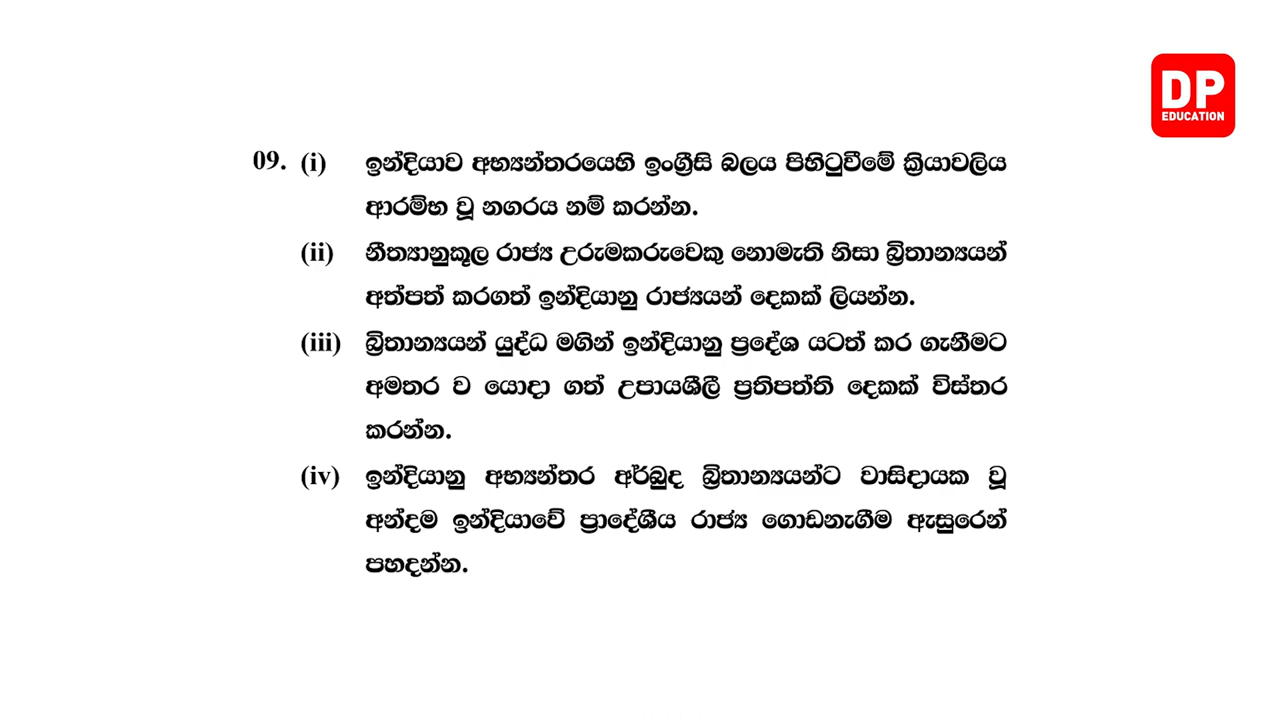 DP
EDUCATION
09. (i) ඉන්දියාව අභ්‍යන්තරයෙහි ඉංග්‍රීසි බලය පිහිටුවීමේ ක්‍රියාවලිය
ආරම්භ වූ නගරය නම් කරන්න.
(ii) නීත්‍යානුකූල රාජ්‍ය උරුමකරුවෙකු නොමැති නිසා බ්‍රිතාන්‍යයන්
අත්පත් කරගත් ඉන්දියානු රාජ්‍යයන් දෙකක් ලියන්න.
(iii) බ්‍රිතාන්‍යයන් යුද්ධ මගින් ඉන්දියානු ප්‍රදේශ යටත් කර ගැනීමට
අමතර ව යොදා ගත් උපායශීලී ප්‍රතිපත්ති දෙකක් විස්තර
කරන්න.
(iv) ඉන්දියානු අභ්‍යන්තර අර්බුද බ්‍රිතාන්‍යයන්ට වාසිදායක වූ
අන්දම ඉන්දියාවේ ප්‍රාදේශීය රාජ්‍ය ගොඩනැගීම ඇසුරෙන්
පහදන්න.